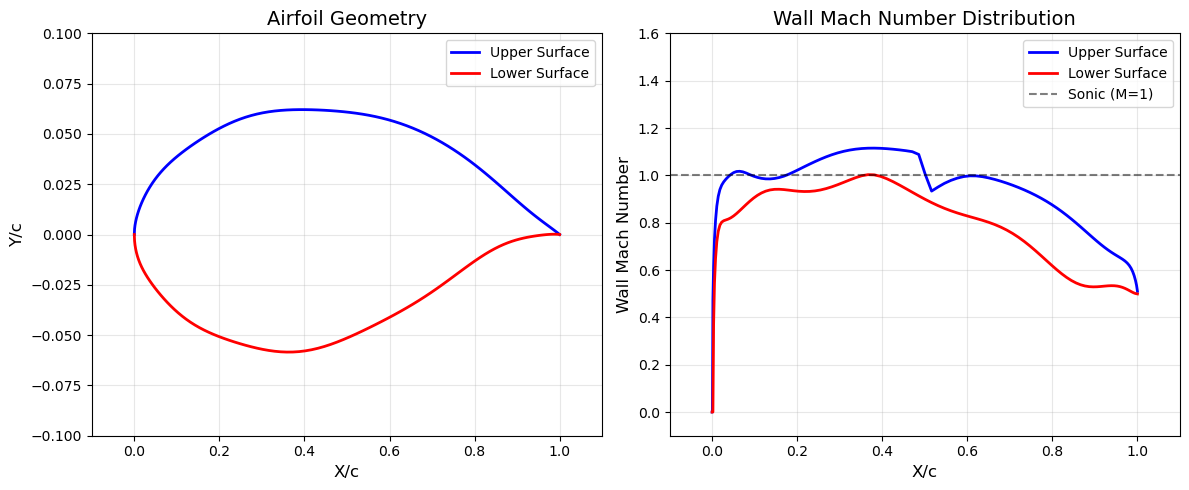 Airfoil Geometry
Upper Surface
Lower Surface
0.100
0.075
0.050
0.025
0.000
−0.025
−0.050
−0.075
−0.100
Y/c
0.0 0.2 0.4 0.6 0.8 1.0
X/c
Wall Mach Number Distribution
Upper Surface
Lower Surface
Sonic (M=1)
1.6
1.4
1.2
1.0
0.8
0.6
0.4
0.2
0.0
Wall Mach Number
0.0 0.2 0.4 0.6 0.8 1.0
X/c